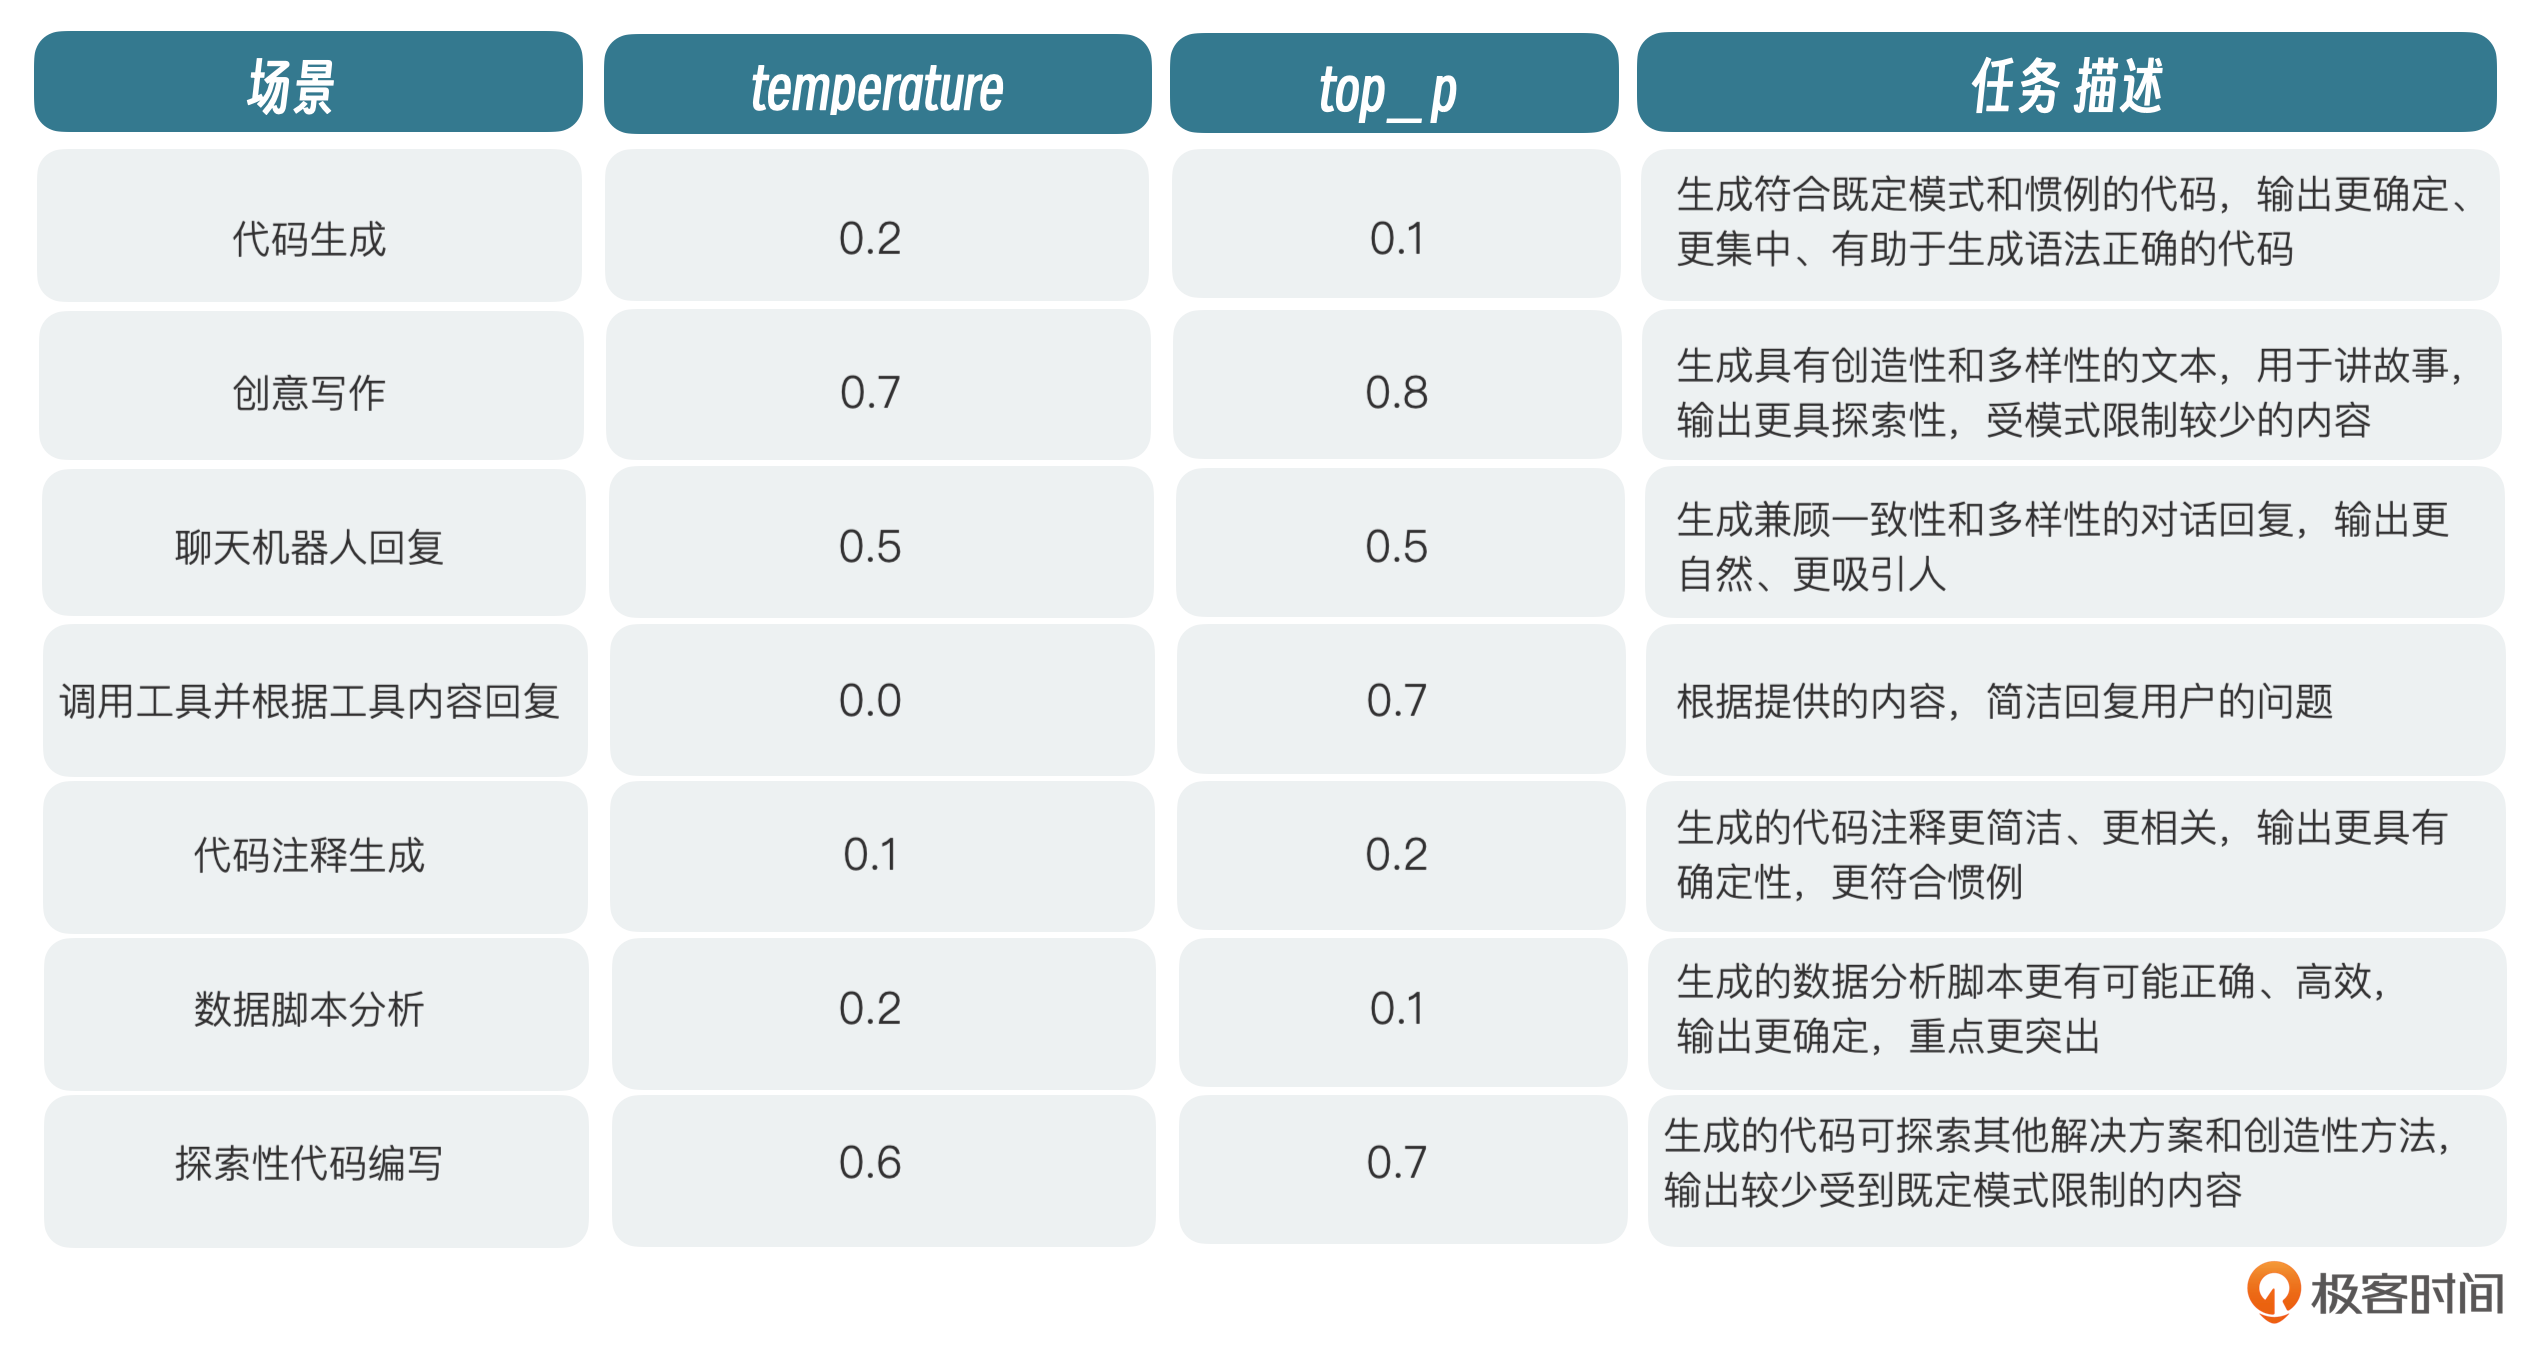 场景 temperature top_p 任务 描述
代码生成 0.2 0.1 生成符合既定模式和惯例的代码，输出更确定、
更集中、有助于生成语法正确的代码
创意写作 0.7 0.8 生成具有创造性和多样性的文本，用于讲故事，
输出更具探索性，受模式限制较少的内容
聊天机器人回复 0.5 0.5 生成兼顾一致性和多样性的对话回复，输出更
自然、更吸引人
调用工具并根据工具内容回复 0.0 0.7 根据提供的内容，简洁回复用户的问题
代码注释生成 0.1 0.2 生成的代码注释更简洁、更相关，输出更具有
确定性，更符合惯例
数据脚本分析 0.2 0.1 生成的数据分析脚本更有可能正确、高效，
输出更确定，重点更突出
探索性代码编写 0.6 0.7 生成的代码可探索其他解决方案和创造性方法，
输出较少受到既定模式限制的内容
极客时间